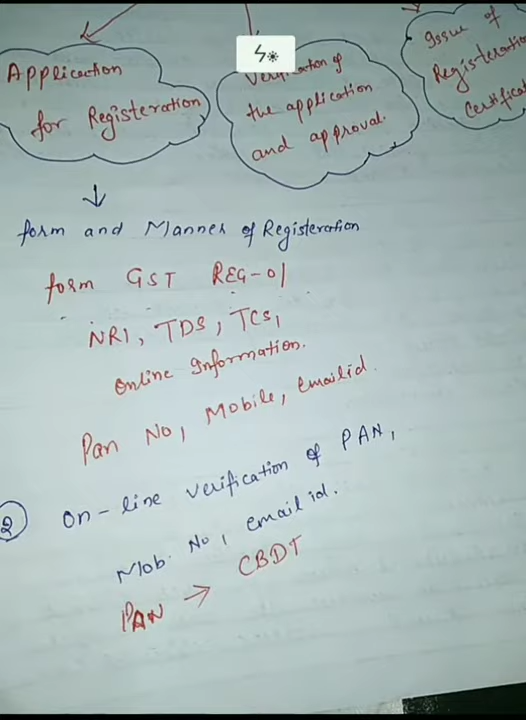 Application
for Registeration
Verification of
the application
and approval.
Issue of
Registeration
Certificat
form and Manner of Registeration
form GST REG-01
NRI, TDS, TCS,
Online Information.
Pan No, Mobile, emailid.
2 On-line verification of PAN,
Mob. No, email id.
PAN → CBDT